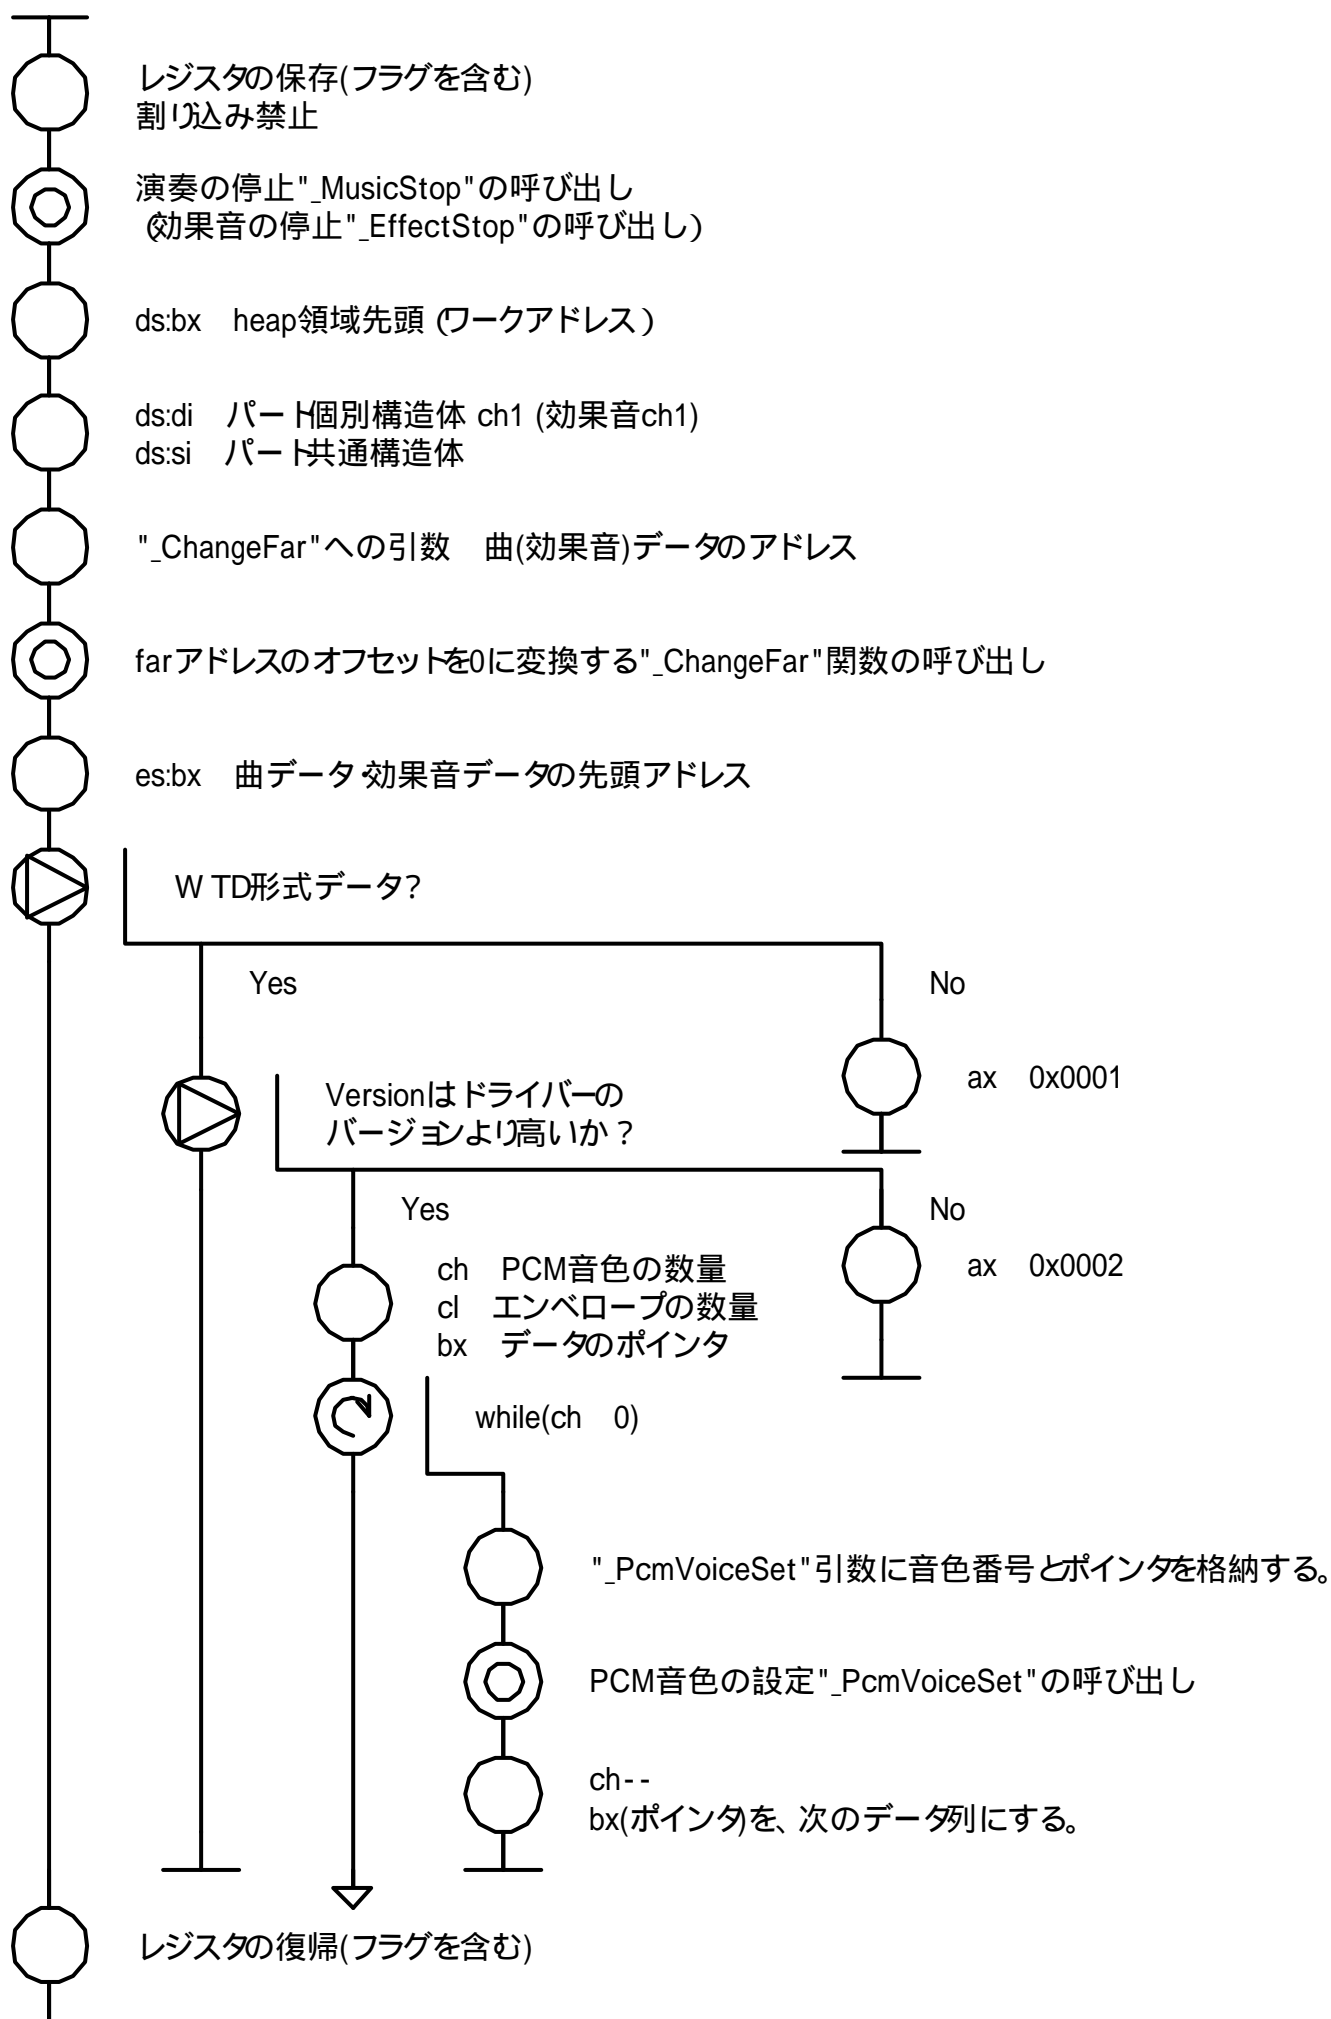 レジスタの保存(フラグを含む)
割り込み禁止
演奏の停止"_MusicStop"の呼び出し
(効果音の停止"_EffectStop"の呼び出し)
ds:bx　heap領域先頭 (ワークアドレス)
ds:di　パート個別構造体 ch1 (効果音ch1)
ds:si　パート共通構造体
"_ChangeFar"への引数　曲(効果音)データのアドレス
farアドレスのオフセットを0に変換する"_ChangeFar"関数の呼び出し
es:bx　曲データ・効果音データの先頭アドレス
WTD形式データ?
Yes
No
ax　0x0001
Versionはドライバーの
バージョンより高いか?
Yes
No
ax　0x0002
ch　PCM音色の数量
cl　エンベロープの数量
bx　データのポインタ
while(ch　0)
"_PcmVoiceSet"引数に音色番号とポインタを格納する。
PCM音色の設定"_PcmVoiceSet"の呼び出し
ch--
bx(ポインタ)を、次のデータ列にする。
レジスタの復帰(フラグを含む)